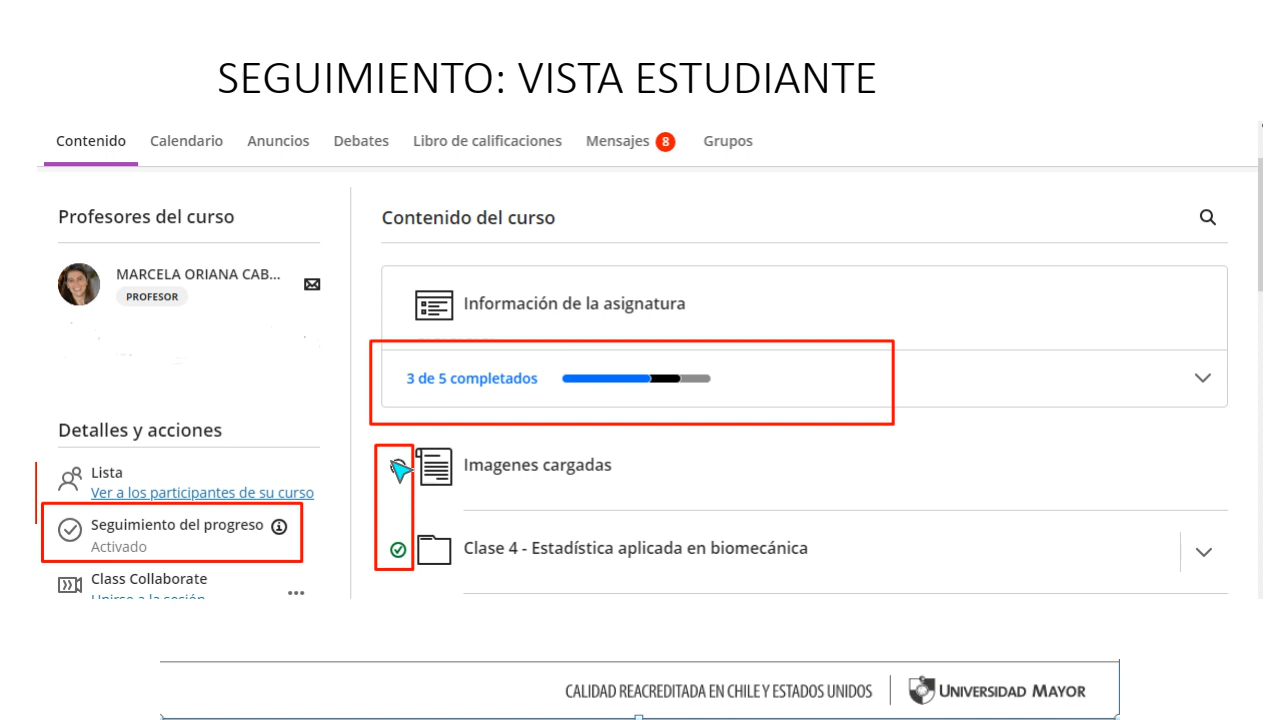 SEGUIMIENTO: VISTA ESTUDIANTE
Contenido Calendario Anuncios Debates Libro de calificaciones Mensajes 8 Grupos
Profesores del curso
MARCELA ORIANA CAB...
PROFESOR
Detalles y acciones
Lista
Ver a los participantes de su curso
Seguimiento del progreso
Activado
Class Collaborate
Unirse a la sesión
Contenido del curso
Información de la asignatura
3 de 5 completados
Imagenes cargadas
Clase 4 - Estadística aplicada en biomecánica
CALIDAD REACREDITADA EN CHILE Y ESTADOS UNIDOS
UNIVERSIDAD MAYOR